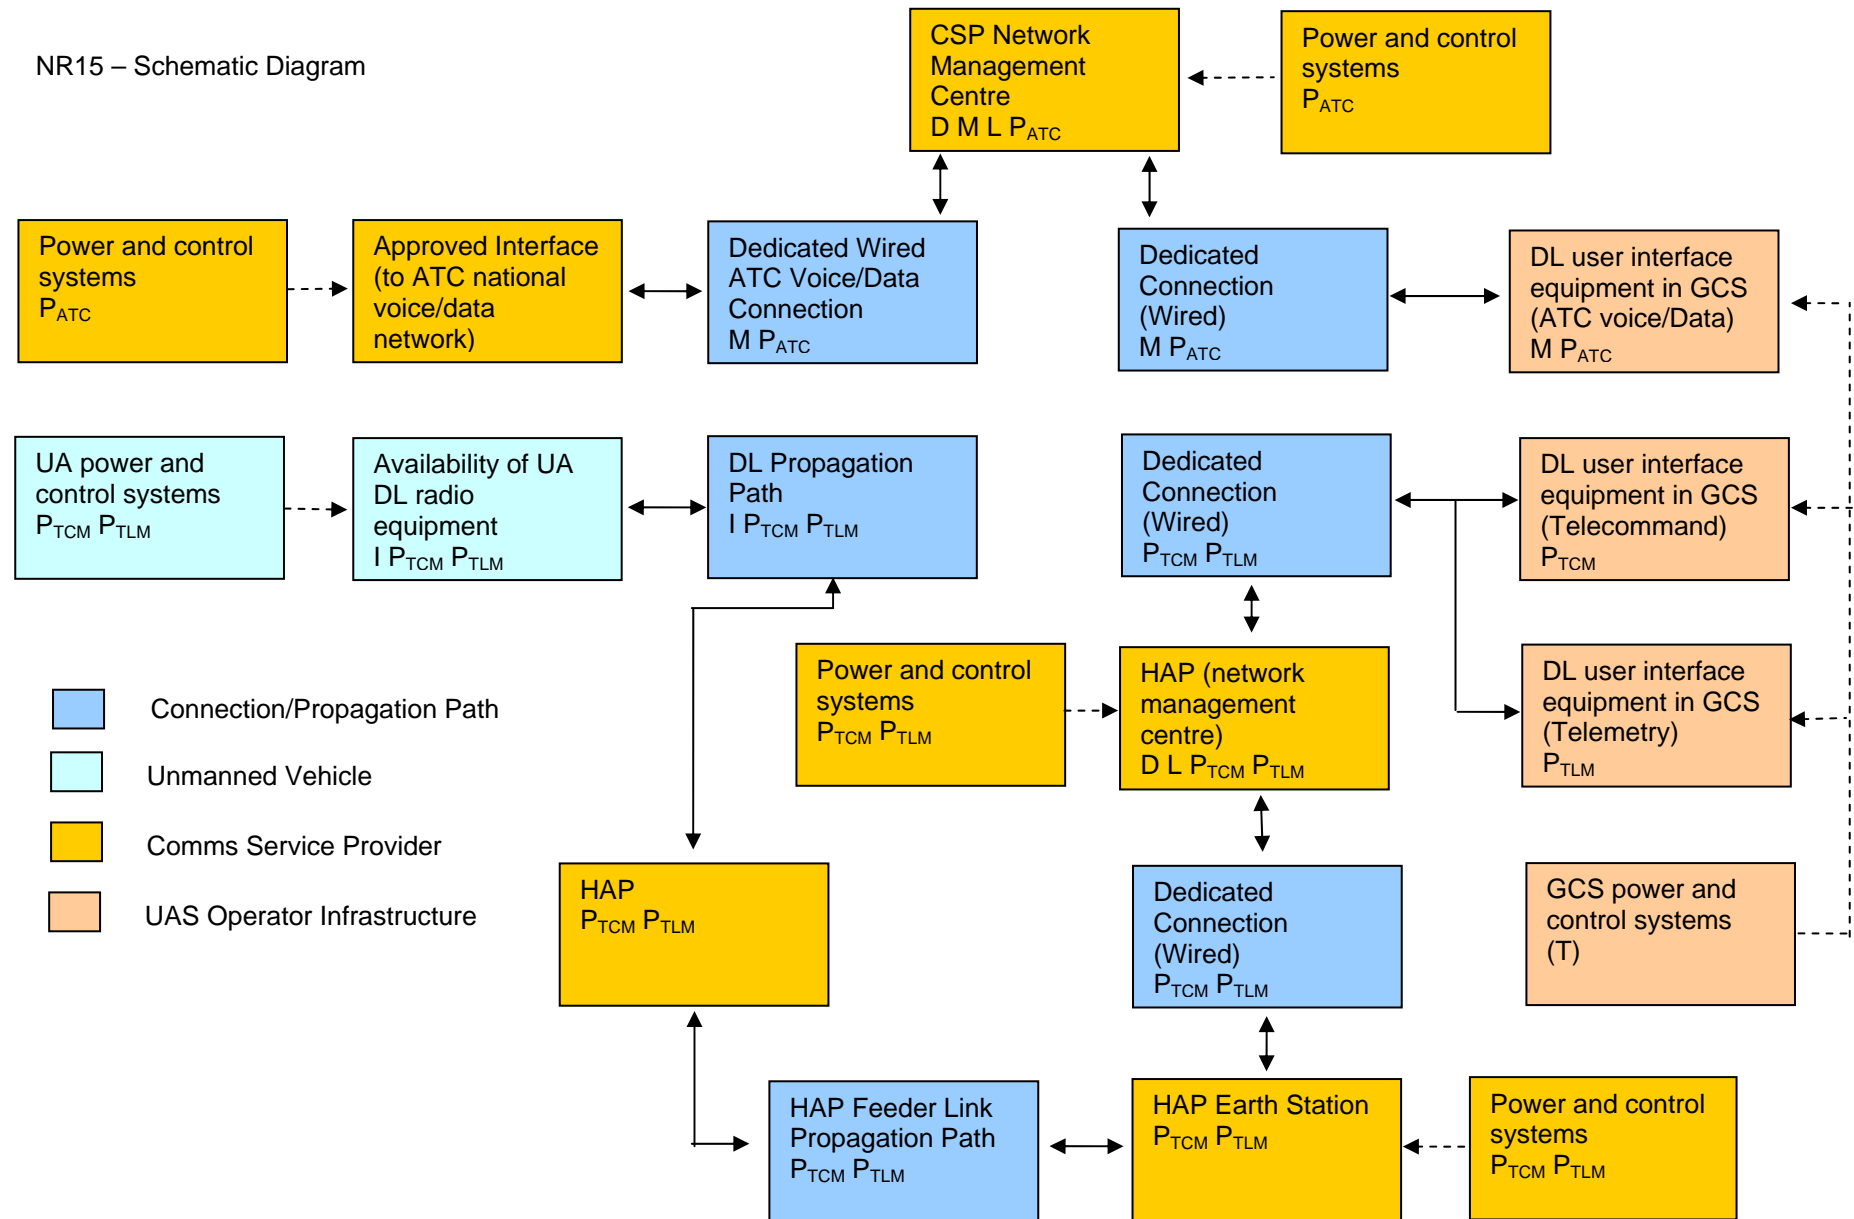 NR15 – Schematic Diagram
CSP Network
Management
Centre
D M L PATC
Power and control
systems
PATC
Power and control
systems
PATC
Approved Interface
(to ATC national
voice/data
network)
Dedicated Wired
ATC Voice/Data
Connection
M PATC
Dedicated
Connection
(Wired)
M PATC
DL user interface
equipment in GCS
(ATC voice/Data)
M PATC
UA power and
control systems
PTCM PTLM
Availability of UA
DL radio
equipment
I PTCM PTLM
DL Propagation
Path
I PTCM PTLM
Dedicated
Connection
(Wired)
PTCM PTLM
DL user interface
equipment in GCS
(Telecommand)
PTCM
Power and control
systems
PTCM PTLM
HAP (network
management
centre)
D L PTCM PTLM
DL user interface
equipment in GCS
(Telemetry)
PTLM
Connection/Propagation Path
Unmanned Vehicle
Comms Service Provider
UAS Operator Infrastructure
HAP
PTCM PTLM
Dedicated
Connection
(Wired)
PTCM PTLM
GCS power and
control systems
(T)
HAP Feeder Link
Propagation Path
PTCM PTLM
HAP Earth Station
PTCM PTLM
Power and control
systems
PTCM PTLM